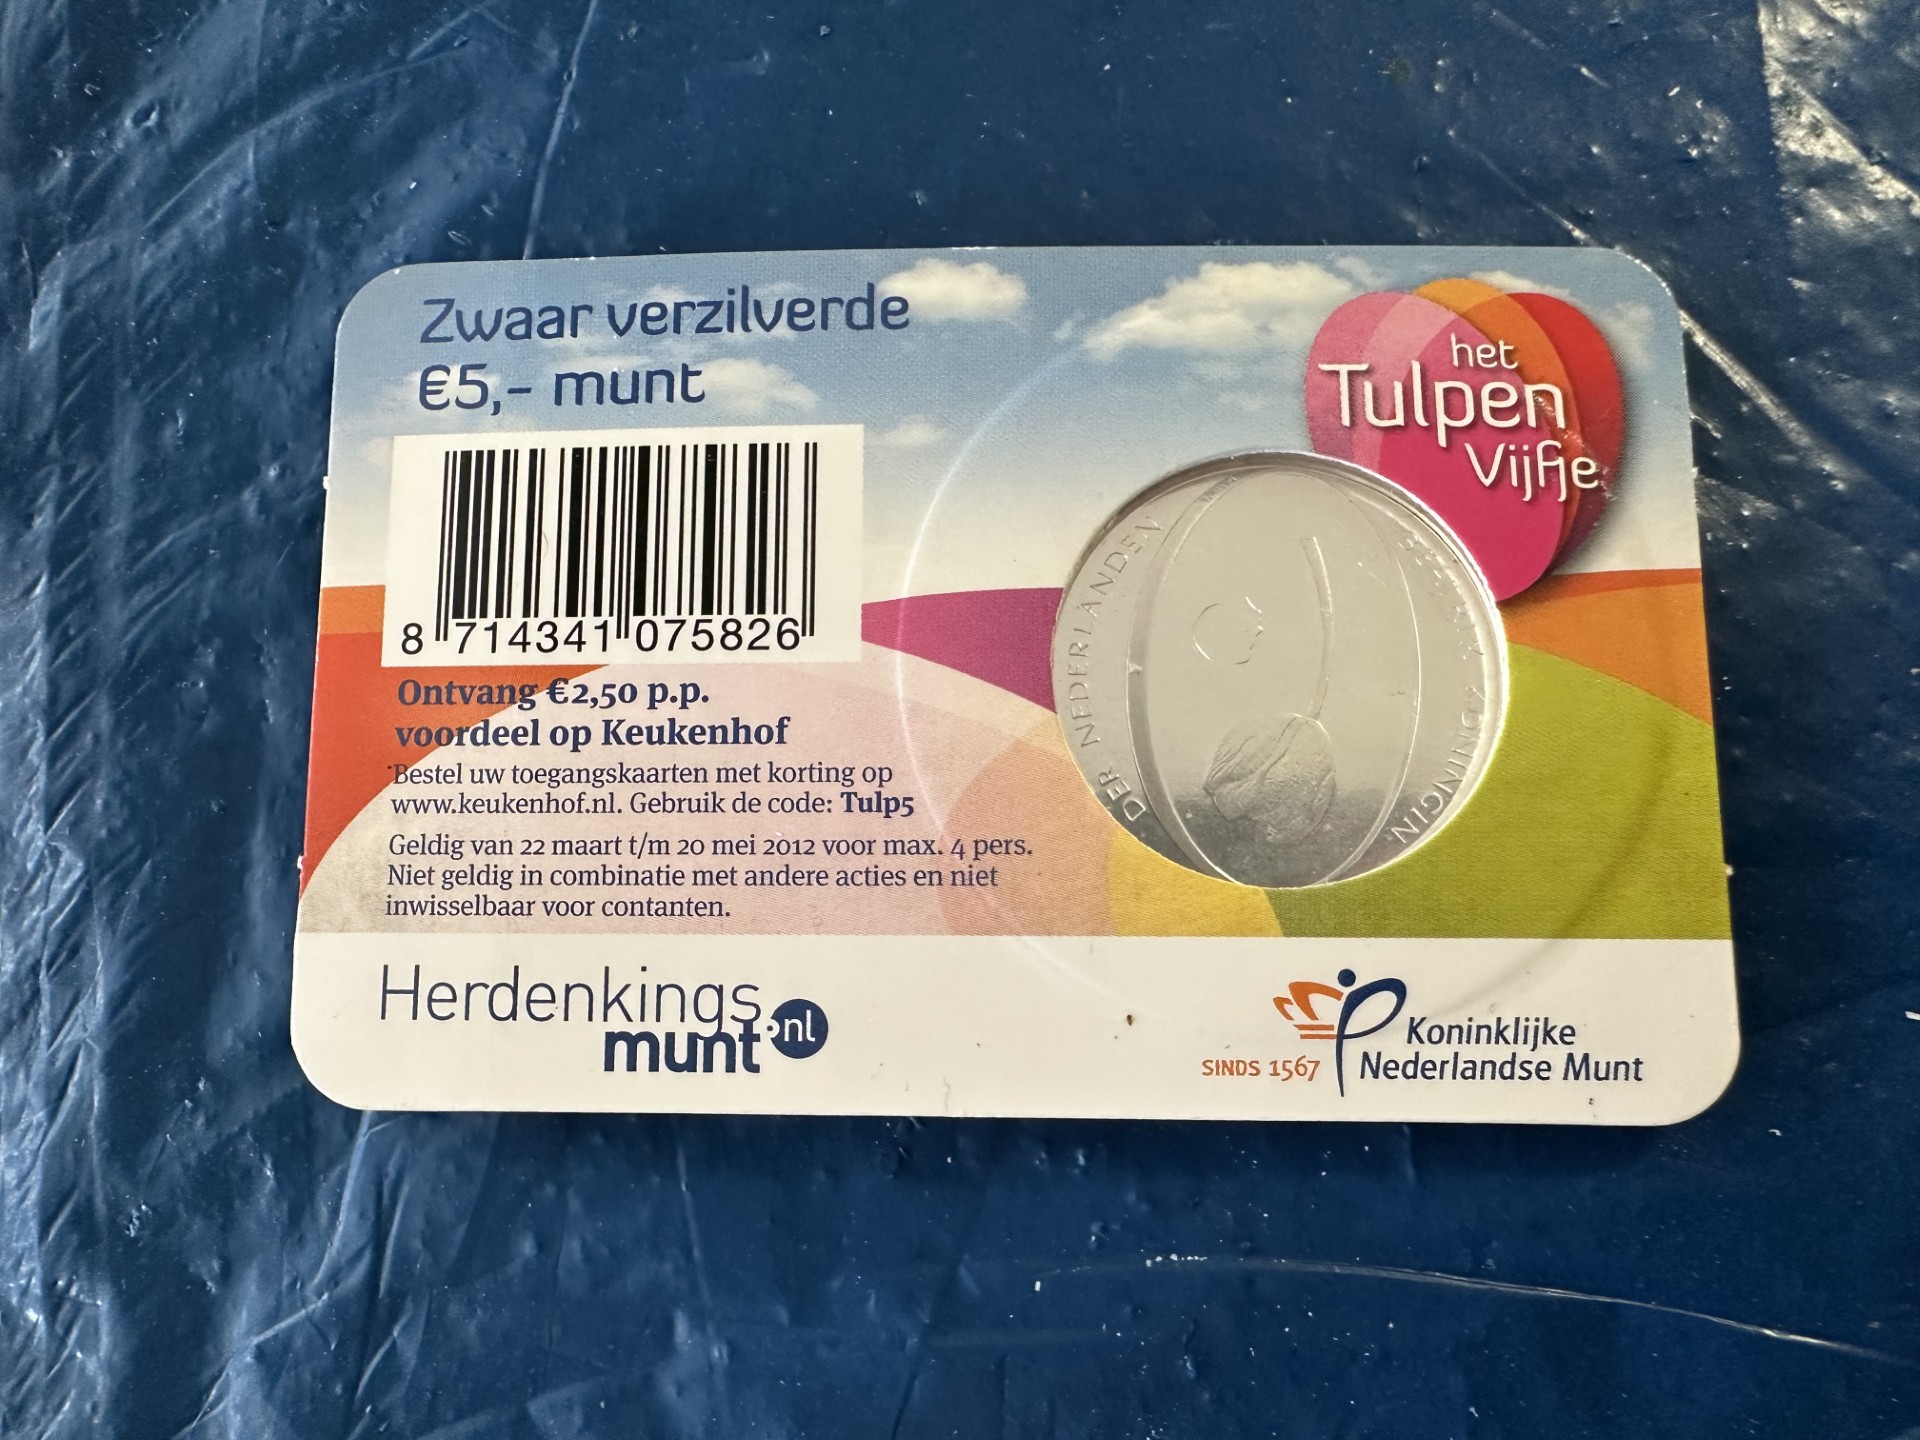 Zwaar verzilverde
€5,- munt
het
Tulpen
Vijfje
8 714341 075826
DER NEDERLANDEN
KONINGIN
Ontvang €2,50 p.p.
voordeel op Keukenhof
Bestel uw toegangskaarten met korting op
www.keukenhof.nl. Gebruik de code: Tulp5
Geldig van 22 maart t/m 20 mei 2012 voor max. 4 pers.
Niet geldig in combinatie met andere acties en niet
inwisselbaar voor contanten.
Herdenkings
munt.nl
SINDS 1567
Koninklijke
Nederlandse Munt